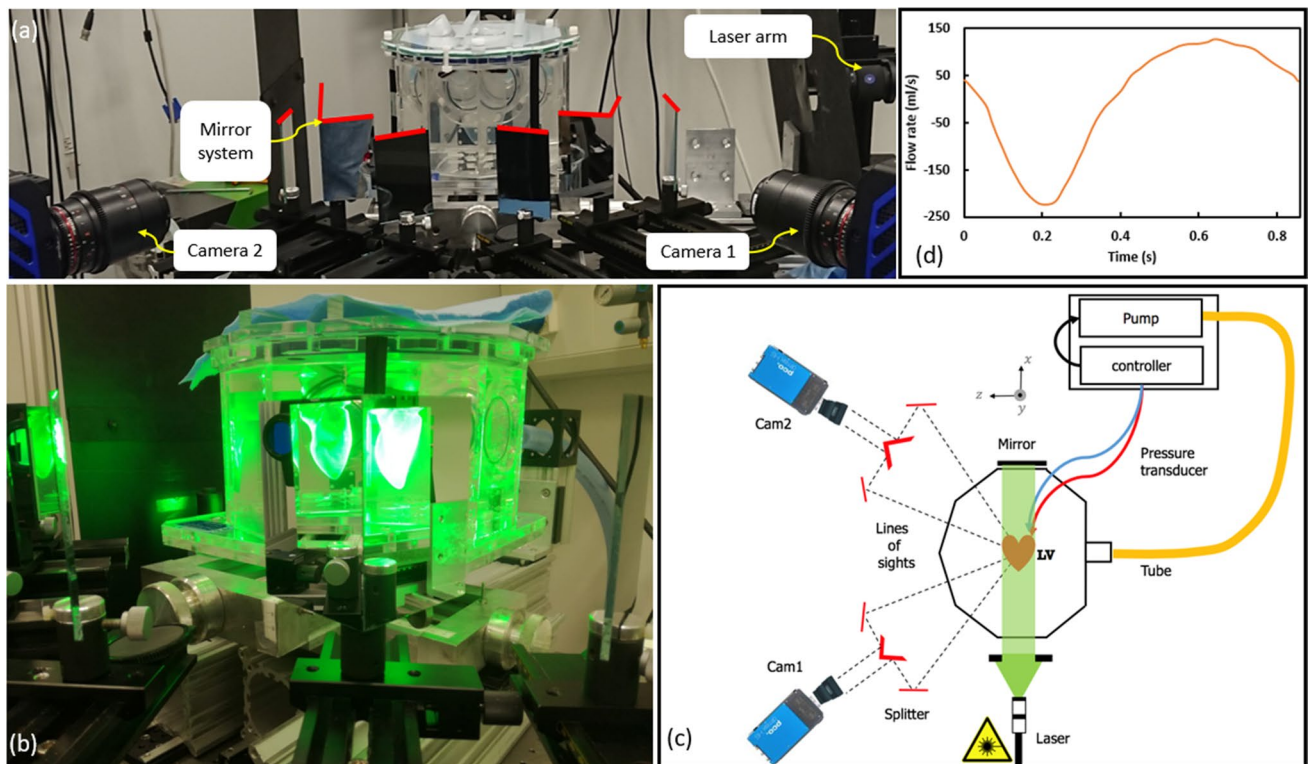 (a)
Mirror
system
Camera 2
Laser arm
Camera 1
150
50
-50
-150
-250
Flow rate (ml/s)
0
0.2
0.4
0.6
0.8
Time (s)
(d)
(b)
Pump
controller
x
z
y
pco.
Cam2
Mirror
Pressure
transducer
Lines
of
sights
LV
Tube
Cam1
pco.
Splitter
Laser
(c)